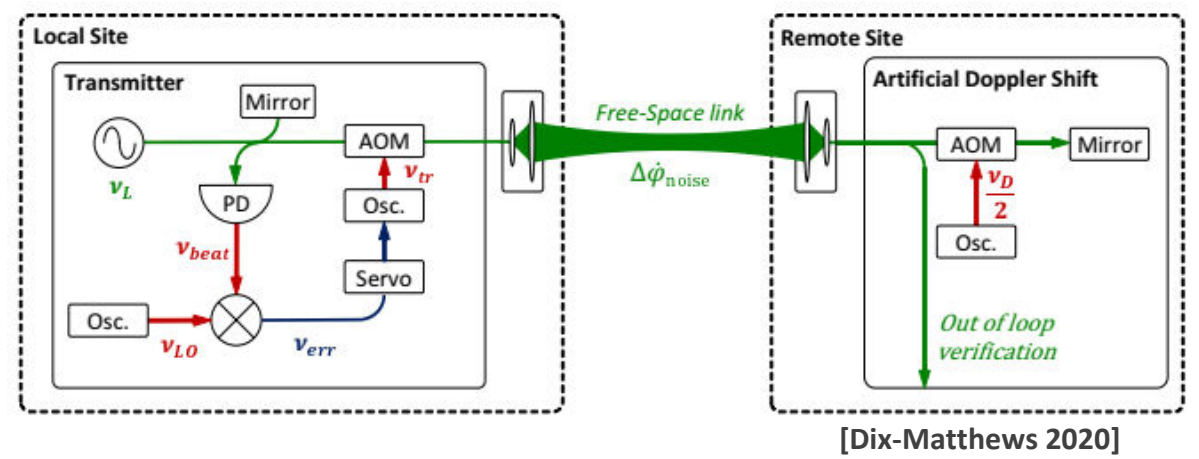 Local Site
Transmitter
Mirror
AOM
ν_L
PD
ν_tr
Osc.
ν_beat
Servo
Osc.
ν_LO
ν_err
Free-Space link
Δφ̇_noise
Remote Site
Artificial Doppler Shift
AOM
Mirror
ν_D
2
Osc.
Out of loop
verification
[Dix-Matthews 2020]